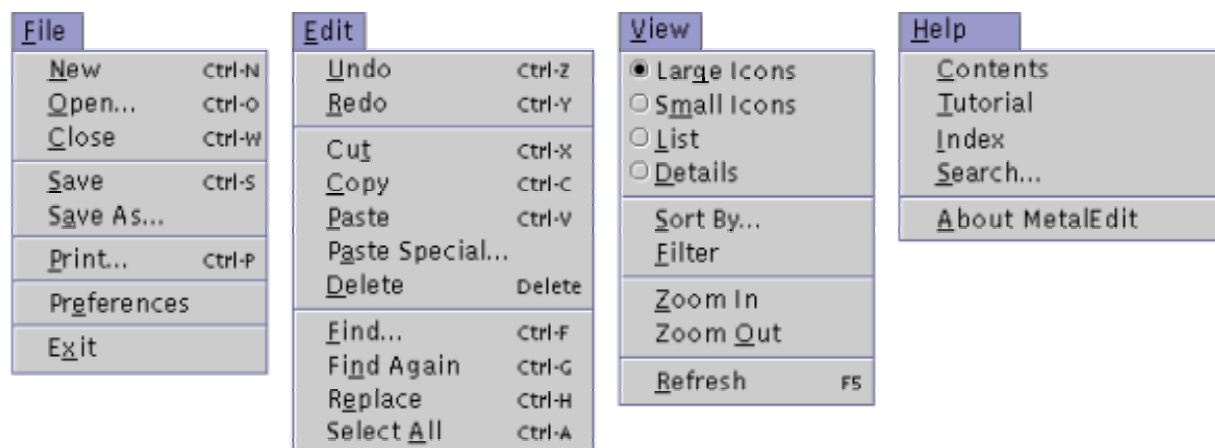 File
New Ctrl-N
Open... Ctrl-O
Close Ctrl-W
Save Ctrl-S
Save As...
Print... Ctrl-P
Preferences
Exit
Edit
Undo Ctrl-Z
Redo Ctrl-Y
Cut Ctrl-X
Copy Ctrl-C
Paste Ctrl-V
Paste Special...
Delete Delete
Find... Ctrl-F
Find Again Ctrl-G
Replace Ctrl-H
Select All Ctrl-A
View
Large Icons
Small Icons
List
Details
Sort By...
Filter
Zoom In
Zoom Out
Refresh F5
Help
Contents
Tutorial
Index
Search...
About MetalEdit